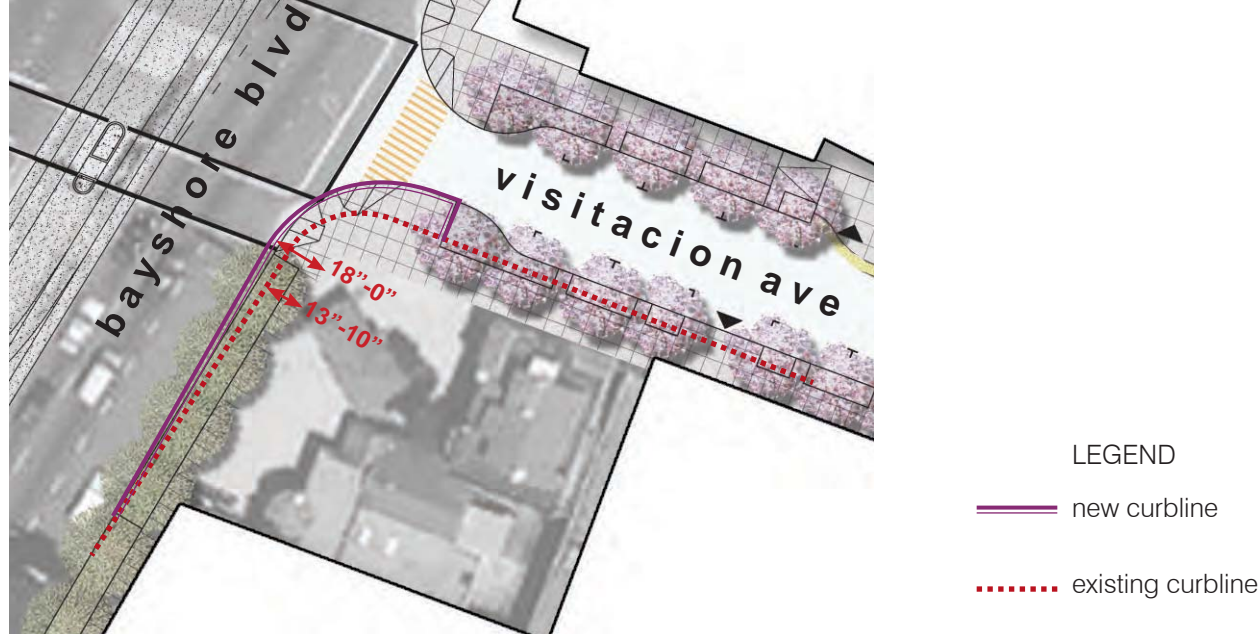 bayshore blvd
visitacion ave
18”-0”
13”-10”
LEGEND
new curbline
existing curbline